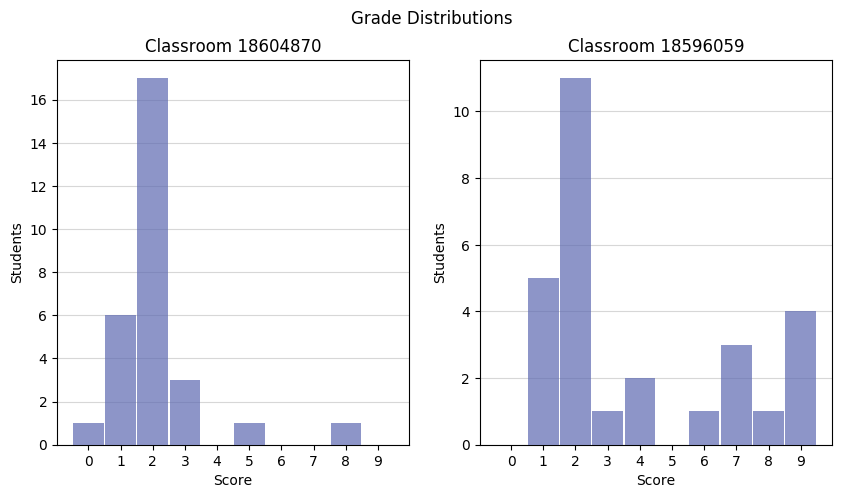 Grade Distributions
Classroom 18604870
Students
16
14
12
10
8
6
4
2
0
0 1 2 3 4 5 6 7 8 9
Score
Classroom 18596059
Students
10
8
6
4
2
0
0 1 2 3 4 5 6 7 8 9
Score